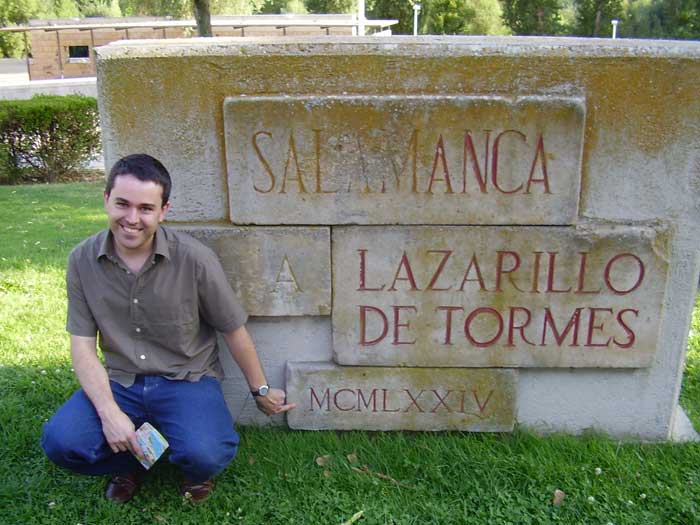 SALAMANCA
A LAZARILLO
DE TORMES
MCMLXXIV